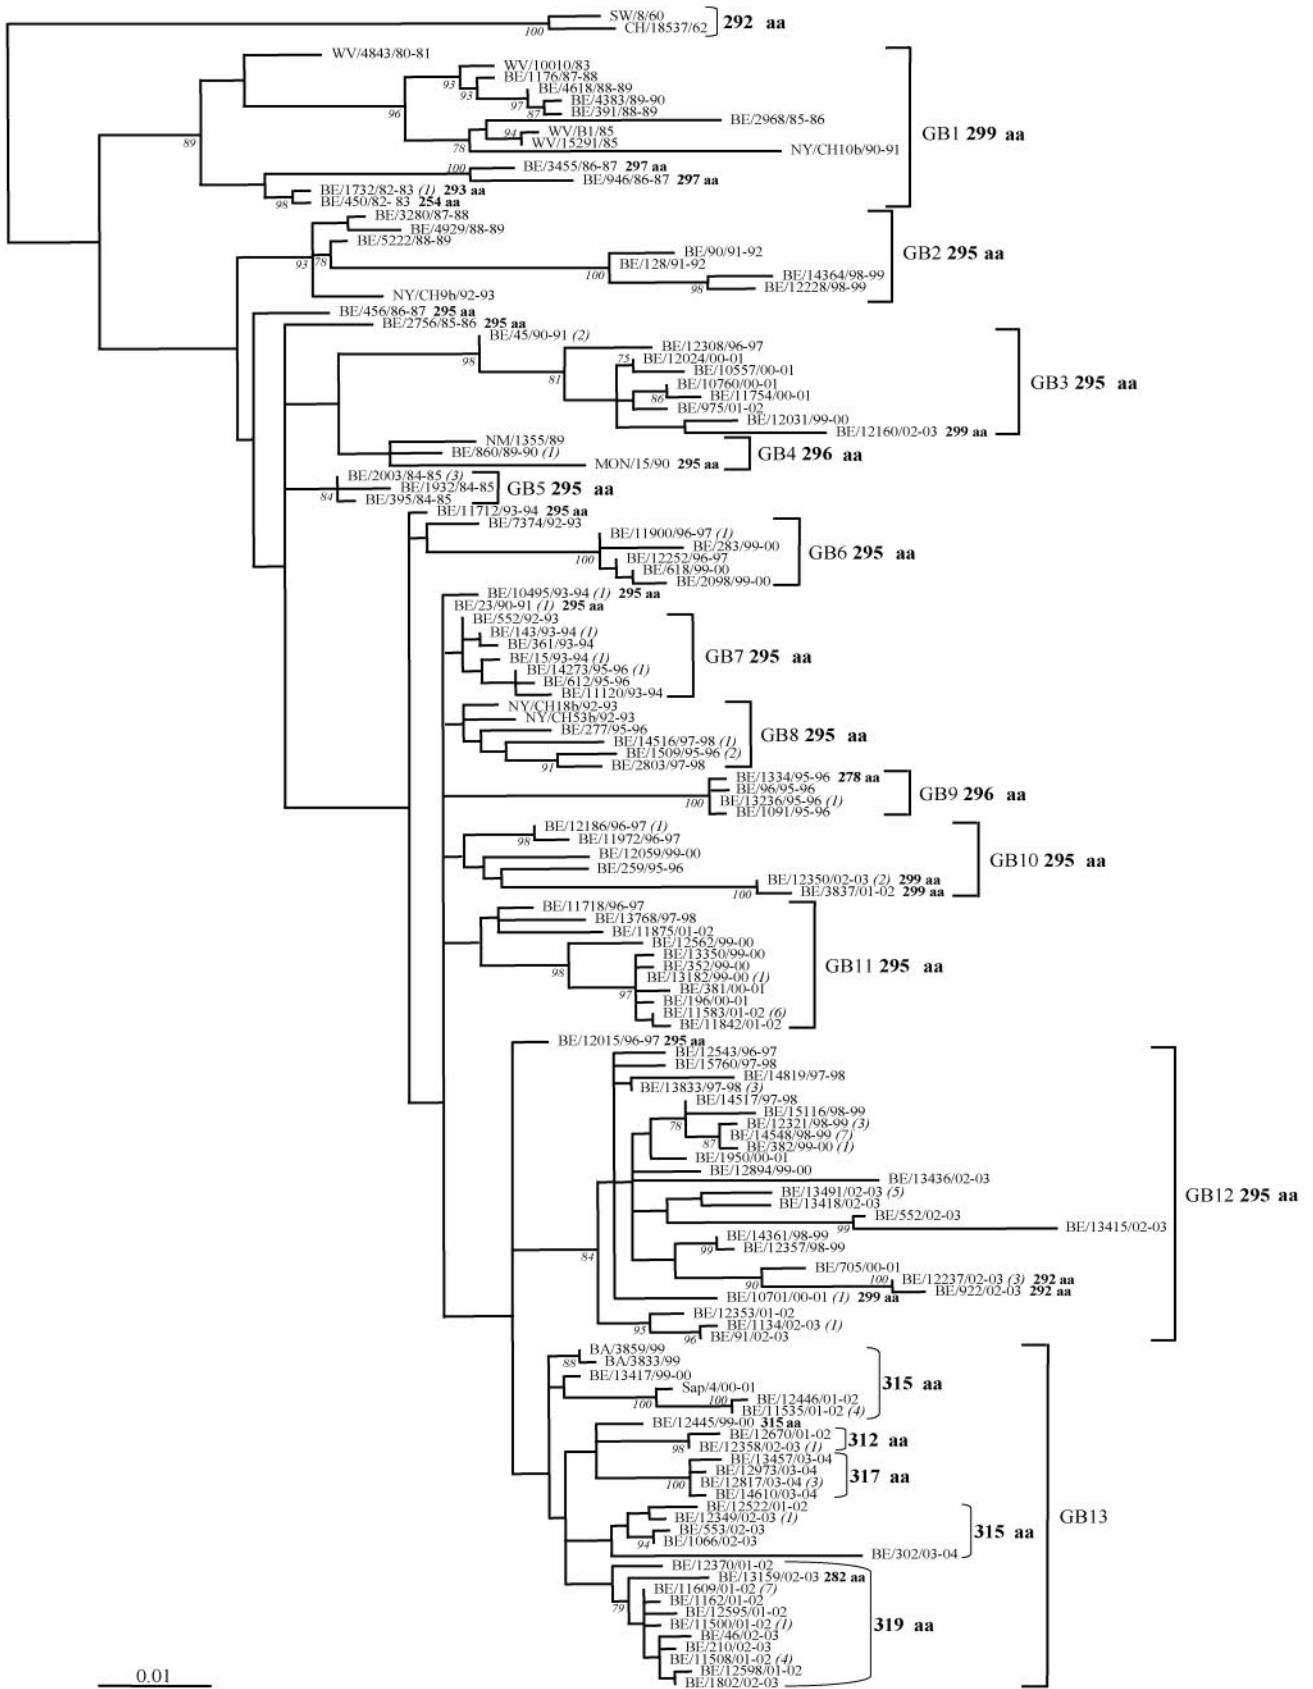 SW/8/60
CH/18537/62
292 aa
100
WV/4843/80-81
WV/10010/83
BE/1176/87-88
93
BE/4618/88-89
93
BE/4383/89-90
97
BE/391/88-89
87
96
BE/2968/85-86
WV/B1/85
94
WV/15291/85
78
NY/CH10b/90-91
89
GB1 299 aa
BE/3455/86-87 297 aa
100
BE/946/86-87 297 aa
BE/1732/82-83 (1) 293 aa
BE/450/82- 83 254 aa
98
BE/3280/87-88
BE/4929/88-89
BE/5222/88-89
93
78
BE/90/91-92
BE/128/91-92
100
BE/14364/98-99
BE/12228/98-99
98
NY/CH9b/92-93
GB2 295 aa
BE/456/86-87 295 aa
BE/2756/85-86 295 aa
BE/45/90-91 (2)
98
BE/12308/96-97
81
75
BE/12024/00-01
BE/10557/00-01
BE/10760/00-01
86
BE/11754/00-01
BE/975/01-02
BE/12031/99-00
BE/12160/02-03 299 aa
GB3 295 aa
NM/1355/89
BE/860/89-90 (1)
MON/15/90 295 aa
GB4 296 aa
BE/2003/84-85 (3)
BE/1932/84-85
84
BE/395/84-85
GB5 295 aa
BE/11712/93-94 295 aa
BE/7374/92-93
BE/11900/96-97 (1)
BE/283/99-00
100
BE/12252/96-97
BE/618/99-00
BE/2098/99-00
GB6 295 aa
BE/10495/93-94 (1) 295 aa
BE/23/90-91 (1) 295 aa
BE/552/92-93
BE/143/93-94 (1)
BE/361/93-94
BE/15/93-94 (1)
BE/14273/95-96 (1)
BE/612/95-96
BE/11120/93-94
GB7 295 aa
NY/CH18b/92-93
NY/CH53b/92-93
BE/277/95-96
BE/14516/97-98 (1)
BE/1509/95-96 (2)
91
BE/2803/97-98
GB8 295 aa
BE/1334/95-96 278 aa
BE/96/95-96
100
BE/13236/95-96 (1)
BE/1091/95-96
GB9 296 aa
BE/12186/96-97 (1)
98
BE/11972/96-97
BE/12059/99-00
BE/259/95-96
BE/12350/02-03 (2) 299 aa
100
BE/3837/01-02 299 aa
GB10 295 aa
BE/11718/96-97
BE/13768/97-98
BE/11875/01-02
BE/12562/99-00
BE/13350/99-00
98
BE/352/99-00
BE/13182/99-00 (1)
97
BE/381/00-01
BE/196/00-01
BE/11583/01-02 (6)
BE/11842/01-02
GB11 295 aa
BE/12015/96-97 295 aa
BE/12543/96-97
BE/15760/97-98
BE/14819/97-98
BE/13833/97-98 (3)
BE/14517/97-98
BE/15116/98-99
78
BE/12321/98-99 (3)
BE/14548/98-99 (7)
87
BE/382/99-00 (1)
BE/1950/00-01
BE/12894/99-00
BE/13436/02-03
BE/13491/02-03 (5)
BE/13418/02-03
BE/552/02-03
99
BE/13415/02-03
BE/14361/98-99
99
BE/12357/98-99
84
BE/705/00-01
90
100
BE/12237/02-03 (3) 292 aa
BE/922/02-03 292 aa
BE/10701/00-01 (1) 299 aa
BE/12353/01-02
95
BE/1134/02-03 (1)
96
BE/91/02-03
GB12 295 aa
BA/3859/99
88
BA/3833/99
BE/13417/99-00
Sap/4/00-01
100
100
BE/12446/01-02
BE/11535/01-02 (4)
315 aa
BE/12445/99-00 315 aa
BE/12670/01-02
98
BE/12358/02-03 (1)
312 aa
BE/13457/03-04
BE/12973/03-04
100
BE/12817/03-04 (3)
BE/14610/03-04
317 aa
BE/12522/01-02
BE/12349/02-03 (1)
BE/553/02-03
94
BE/1066/02-03
BE/302/03-04
315 aa
GB13
BE/12370/01-02
BE/13159/02-03 282 aa
79
BE/11609/01-02 (7)
BE/1162/01-02
BE/12595/01-02
BE/11500/01-02 (1)
BE/46/02-03
BE/210/02-03
BE/11508/01-02 (4)
BE/12598/01-02
BE/1802/02-03
319 aa
0.01